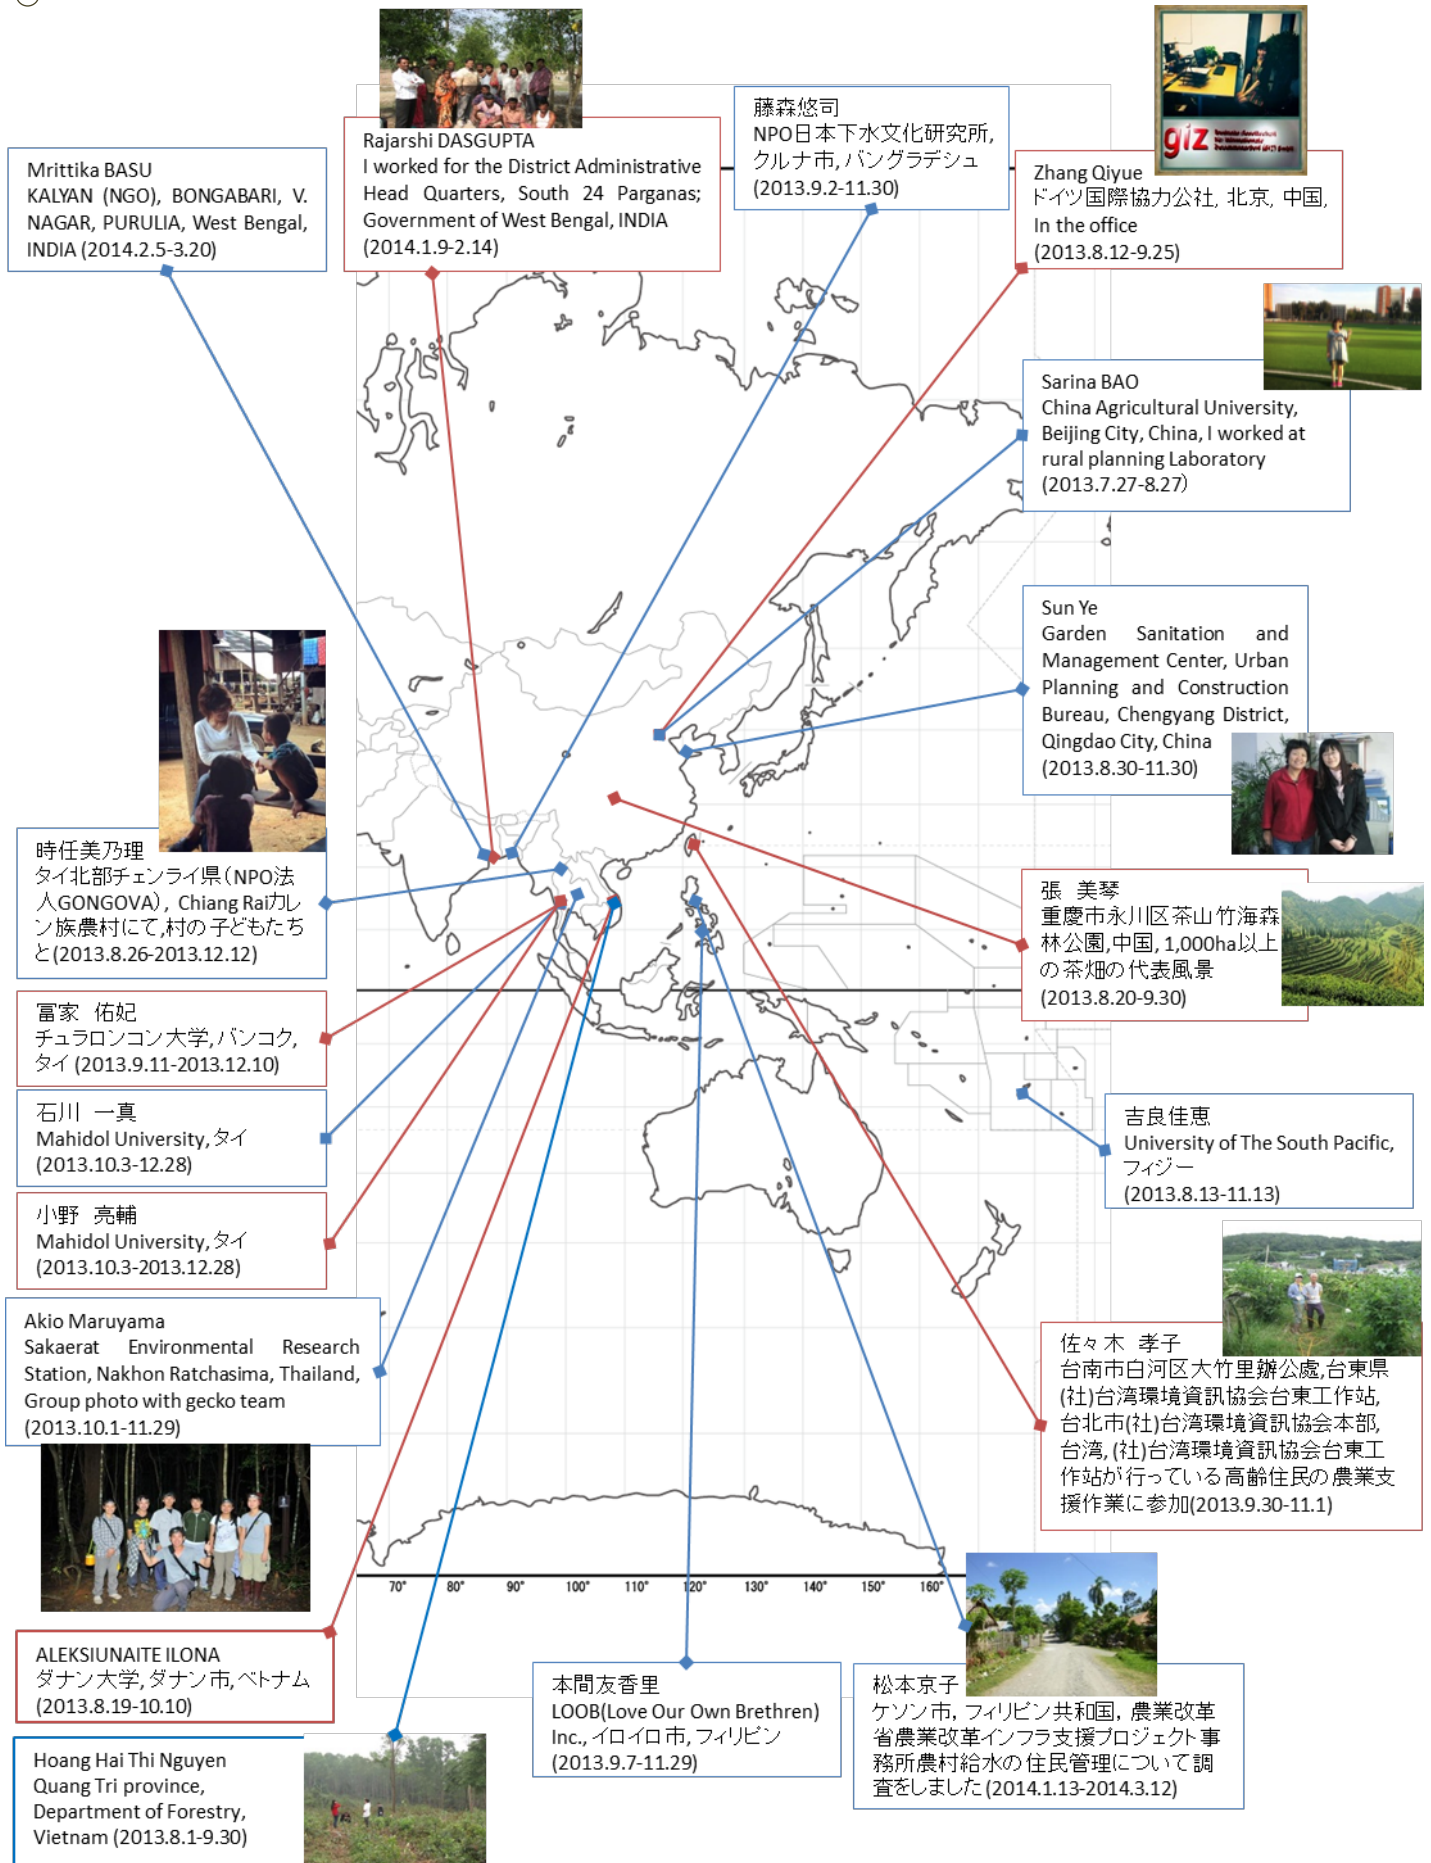 藤森悠司
NPO日本下水文化研究所,
クルナ市, バングラデシュ
(2013.9.2-11.30)
Rajarshi DASGUPTA
I worked for the District Administrative
Head Quarters, South 24 Parganas;
Government of West Bengal, INDIA
(2014.1.9-2.14)
Mrittika BASU
KALYAN (NGO), BONGABARI, V.
NAGAR, PURULIA, West Bengal,
INDIA (2014.2.5-3.20)
giz
Zhang Qiyue
ドイツ国際協力公社, 北京, 中国,
In the office
(2013.8.12-9.25)
Sarina BAO
China Agricultural University,
Beijing City, China, I worked at
rural planning Laboratory
(2013.7.27-8.27)
Sun Ye
Garden Sanitation and
Management Center, Urban
Planning and Construction
Bureau, Chengyang District,
Qingdao City, China
(2013.8.30-11.30)
時任美乃理
タイ北部チェンライ県(NPO法
人GONGOVA), Chiang Raiカレ
ン族農村にて,村の子どもたち
と(2013.8.26-2013.12.12)
張 美琴
重慶市永川区茶山竹海森
林公園,中国, 1,000ha以上
の茶畑の代表風景
(2013.8.20-9.30)
冨家 佑妃
チュラロンコン大学, バンコク,
タイ (2013.9.11-2013.12.10)
石川 一真
Mahidol University, タイ
(2013.10.3-12.28)
吉良佳恵
University of The South Pacific,
フィジー
(2013.8.13-11.13)
小野 亮輔
Mahidol University, タイ
(2013.10.3-2013.12.28)
Akio Maruyama
Sakaerat Environmental Research
Station, Nakhon Ratchasima, Thailand,
Group photo with gecko team
(2013.10.1-11.29)
佐々木 孝子
台南市白河区大竹里辦公處,台東県
(社)台湾環境資訊協会台東工作站,
台北市(社)台湾環境資訊協会本部,
台湾, (社)台湾環境資訊協会台東工
作站が行っている高齢住民の農業支
援作業に参加(2013.9.30-11.1)
70° 80° 90° 100° 110° 120° 130° 140° 150° 160°
ALEKSIUNAITE ILONA
ダナン大学, ダナン市, ベトナム
(2013.8.19-10.10)
本間友香里
LOOB(Love Our Own Brethren)
Inc., イロイロ市, フィリピン
(2013.9.7-11.29)
松本京子
ケソン市, フィリピン共和国, 農業改革
省農業改革インフラ支援プロジェクト事
務所農村給水の住民管理について調
査をしました(2014.1.13-2014.3.12)
Hoang Hai Thi Nguyen
Quang Tri province,
Department of Forestry,
Vietnam (2013.8.1-9.30)